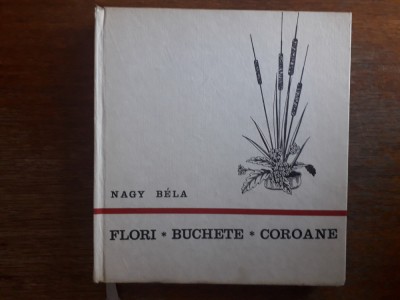 NAGY BÉLA
FLORI * BUCHETE * COROANE